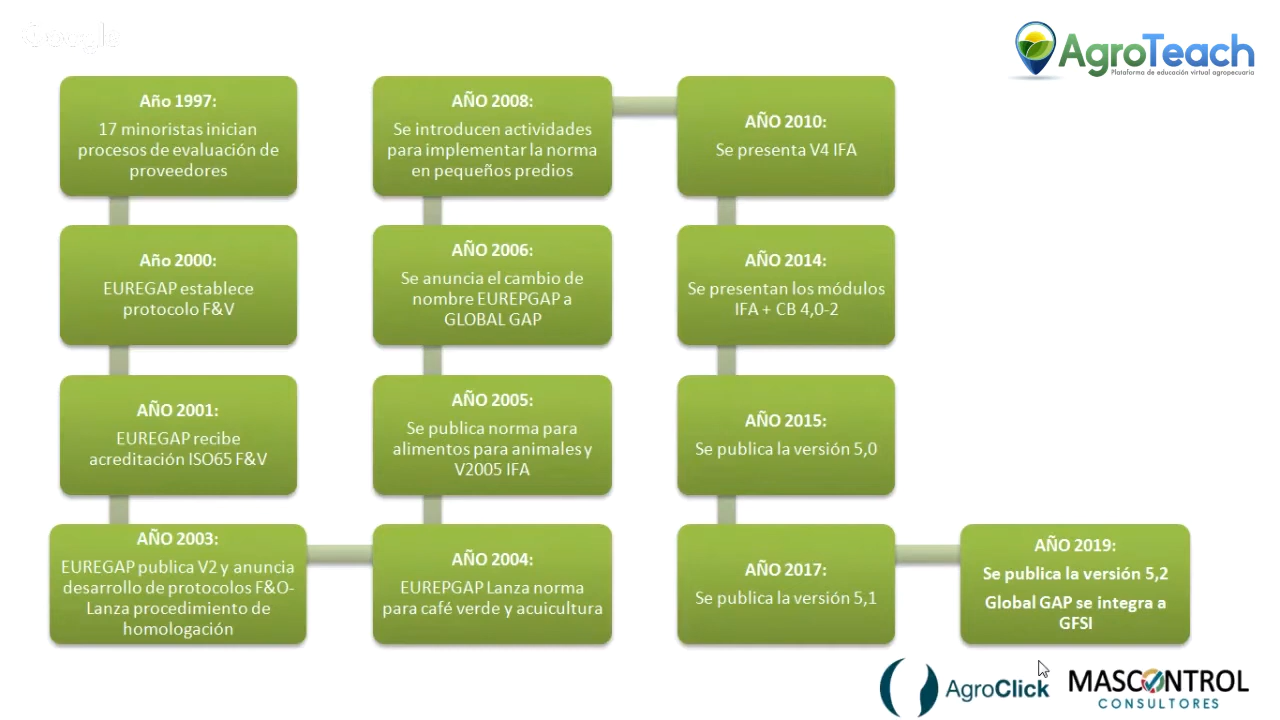 Google
AgroTeach
Plataforma de educación virtual agropecuaria
Año 1997:
17 minoristas inician
procesos de evaluación de
proveedores
Año 2000:
EUREGAP establece
protocolo F&V
AÑO 2001:
EUREGAP recibe
acreditación ISO65 F&V
AÑO 2003:
EUREGAP publica V2 y anuncia
desarrollo de protocolos F&O-
Lanza procedimiento de
homologación
AÑO 2004:
EUREPGAP Lanza norma
para café verde y acuicultura
AÑO 2005:
Se publica norma para
alimentos para animales y
V2005 IFA
AÑO 2006:
Se anuncia el cambio de
nombre EUREPGAP a
GLOBAL GAP
AÑO 2008:
Se introducen actividades
para implementar la norma
en pequeños predios
AÑO 2010:
Se presenta V4 IFA
AÑO 2014:
Se presentan los módulos
IFA + CB 4,0-2
AÑO 2015:
Se publica la versión 5,0
AÑO 2017:
Se publica la versión 5,1
AÑO 2019:
Se publica la versión 5,2
Global GAP se integra a
GFSI
AgroClick
MASCONTROL
CONSULTORES